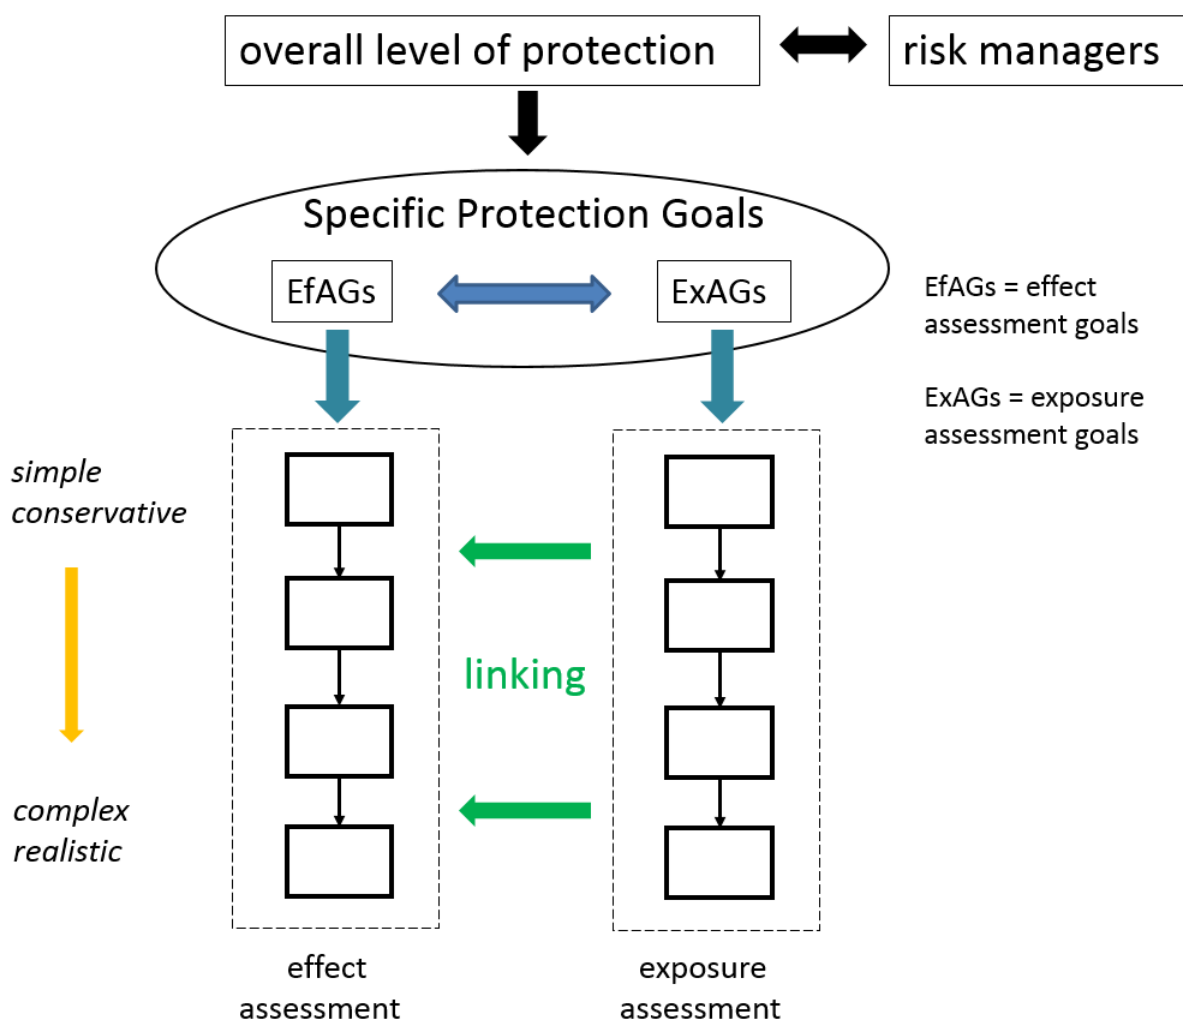 overall level of protection
risk managers
Specific Protection Goals
EfAGs
ExAGs
EfAGs = effect
assessment goals
ExAGs = exposure
assessment goals
simple
conservative
linking
complex
realistic
effect
assessment
exposure
assessment